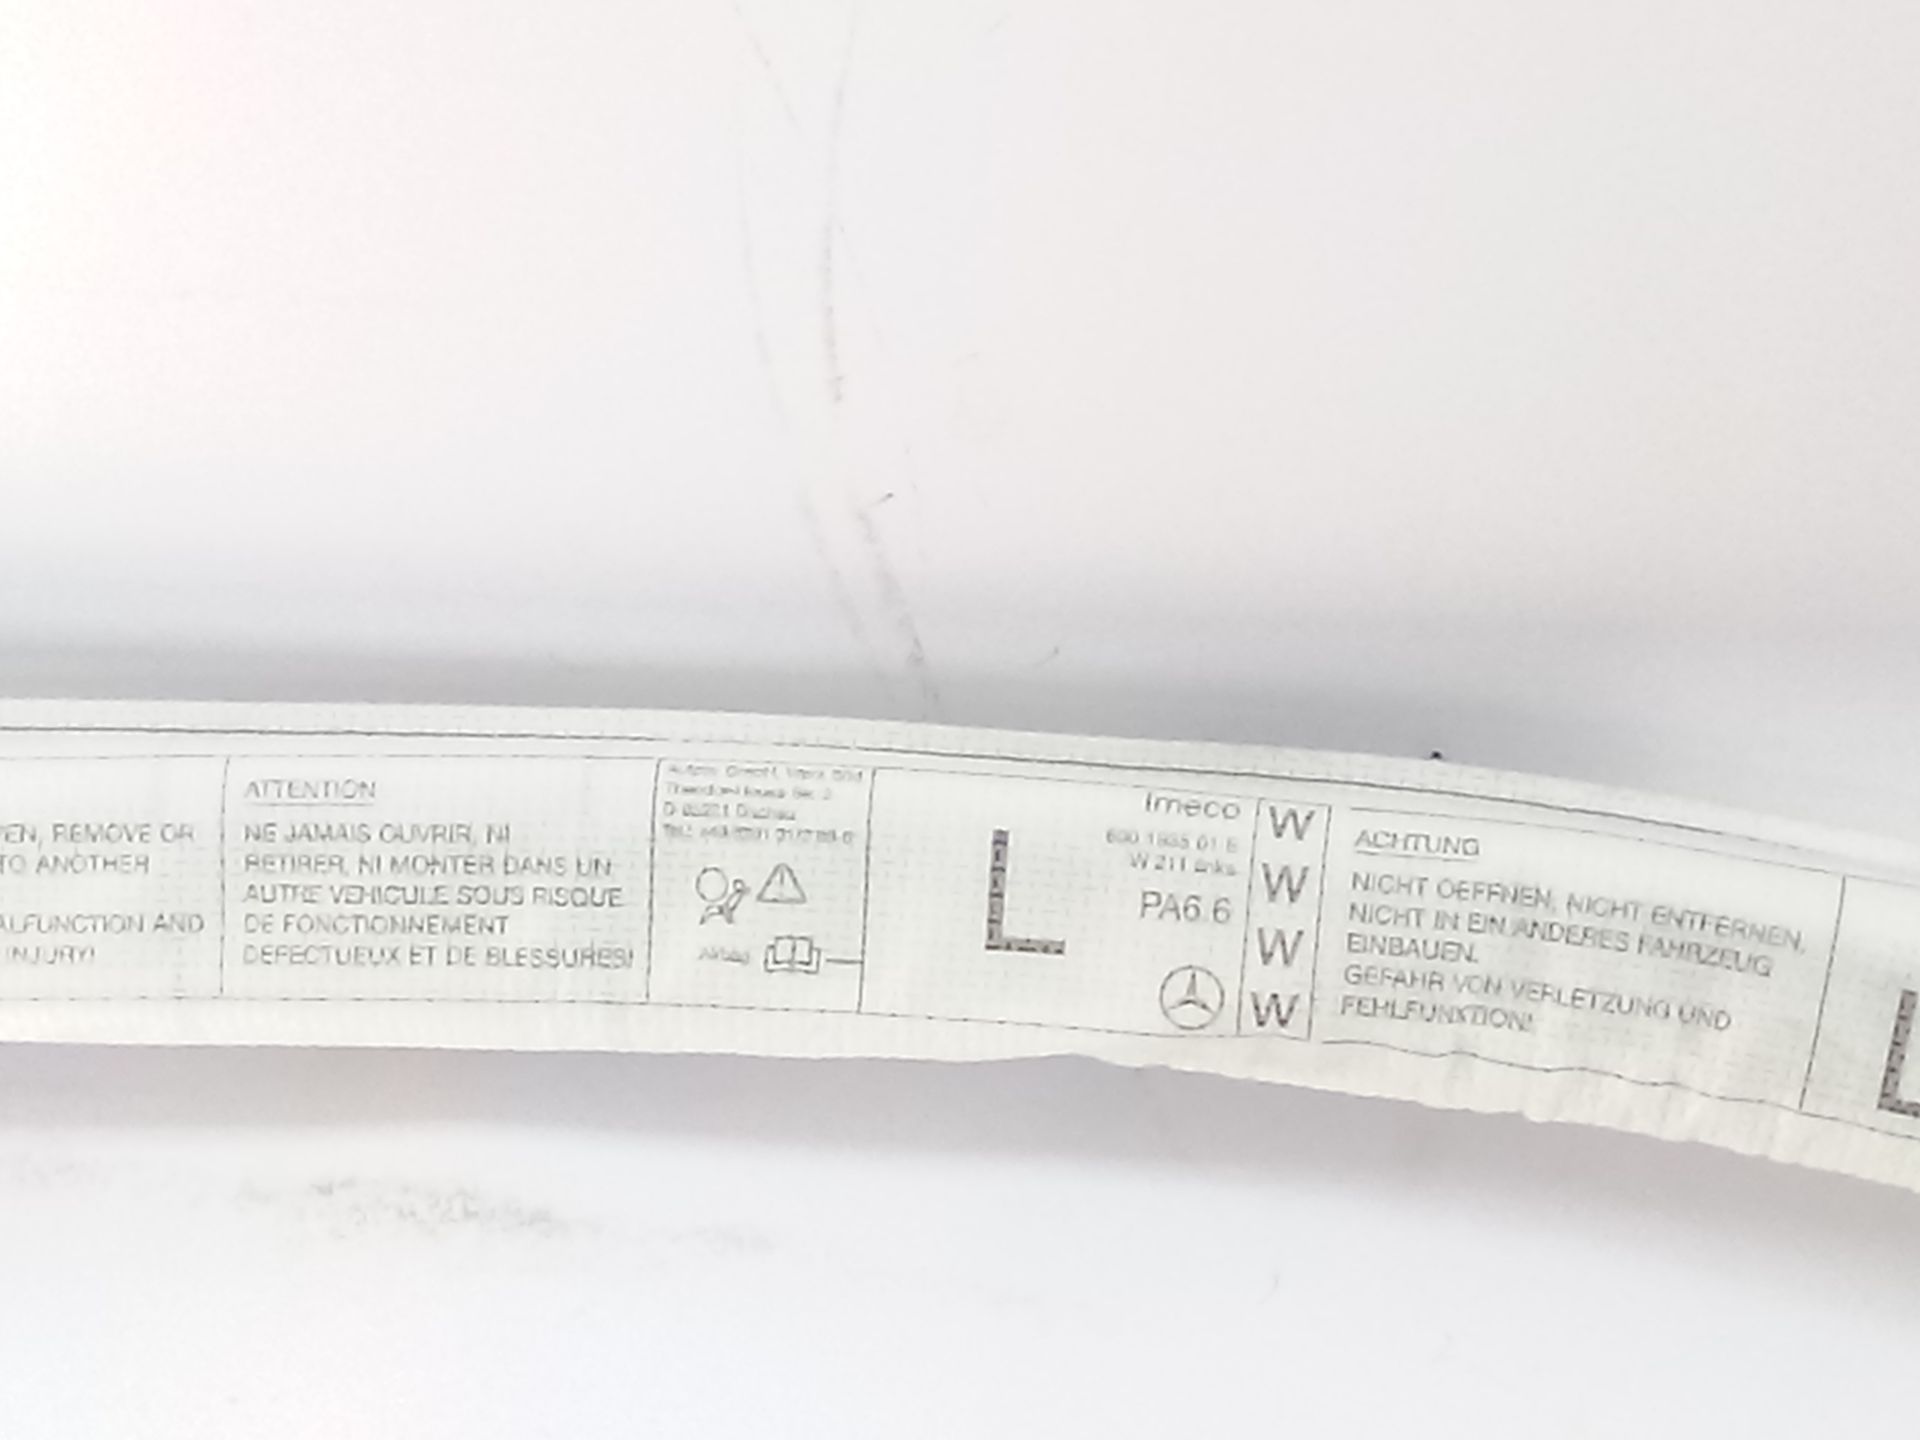 EN, REMOVE OR
TO ANOTHER
ALFUNCTION AND
INJURY!
ATTENTION
NE JAMAIS OUVRIR, NI
RETIRER, NI MONTER DANS UN
AUTRE VEHICULE SOUS RISQUE
DE FONCTIONNEMENT
DEFECTUEUX ET DE BLESSURES!
Airbag
L
Imeco
W 211 links
PA6.6
W
W
W
W
ACHTUNG
NICHT OEFFNEN, NICHT ENTFERNEN,
NICHT IN EIN ANDERES FAHRZEUG
EINBAUEN.
GEFAHR VON VERLETZUNG UND
FEHLFUNKTION!
L